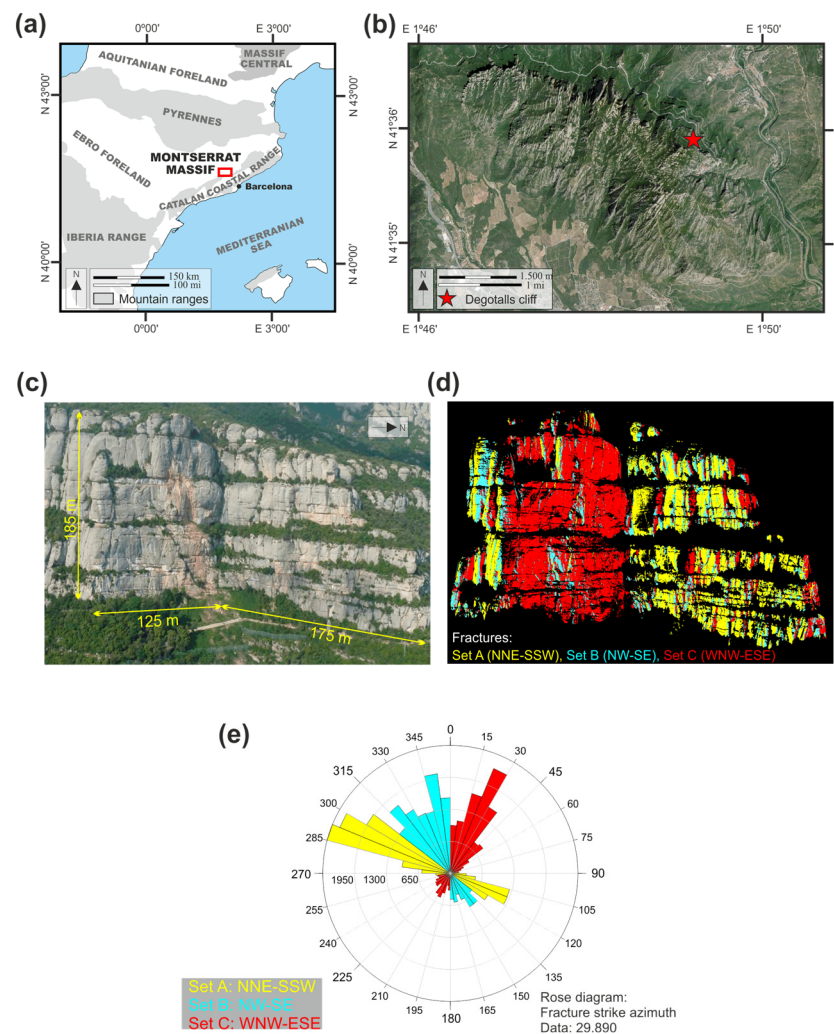 (a)
0°00'
E 3°00'
N 43°00'
N 43°00'
N 40°00'
N 40°00'
AQUITANIAN FORELAND
MASSIF
CENTRAL
PYRENNES
EBRO FORELAND
MONTSERRAT
MASSIF
CATALAN COASTAL RANGE
Barcelona
IBERIA RANGE
MEDITERRANEAN
SEA
N
150 km
100 mi
Mountain ranges
0°00'
E 3°00'
(b)
E 1°46'
E 1°50'
N 41°36'
N 41°35'
N
1.500 m
1 mi
Degotalls cliff
E 1°46'
E 1°50'
(c)
N
185 m
125 m
175 m
(d)
Fractures:
Set A (NNE-SSW), Set B (NW-SE), Set C (WNW-ESE)
(e)
0
15
30
45
60
75
90
105
120
135
150
165
180
195
210
225
240
255
270
285
300
315
330
345
1950 1300 650
Set A: NNE-SSW
Set B: NW-SE
Set C: WNW-ESE
Rose diagram:
Fracture strike azimuth
Data: 29.890